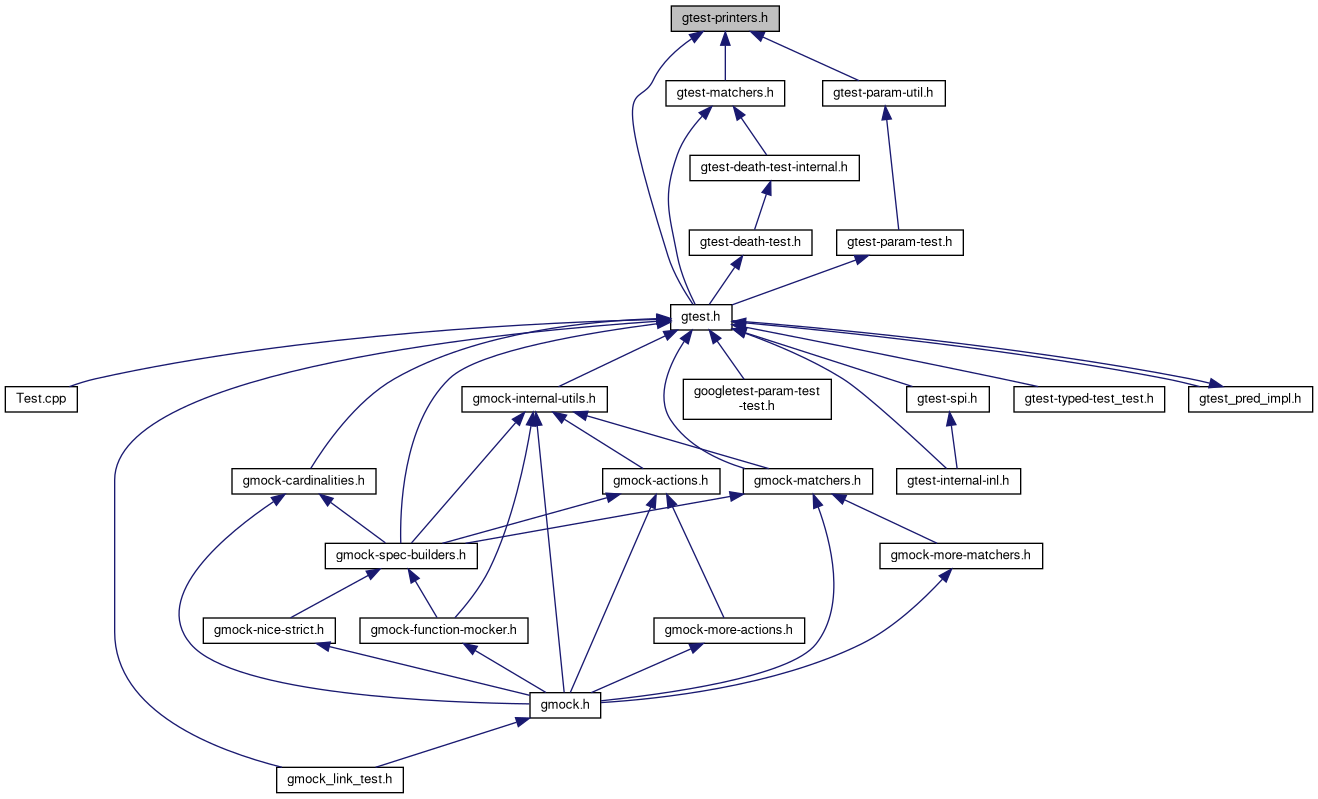 gtest-printers.h
gtest-matchers.h
gtest-param-util.h
gtest-death-test-internal.h
gtest-death-test.h
gtest-param-test.h
gtest.h
Test.cpp
gmock-internal-utils.h
googletest-param-test
-test.h
gtest-spi.h
gtest-typed-test_test.h
gtest_pred_impl.h
gmock-cardinalities.h
gmock-actions.h
gmock-matchers.h
gtest-internal-inl.h
gmock-spec-builders.h
gmock-more-matchers.h
gmock-nice-strict.h
gmock-function-mocker.h
gmock-more-actions.h
gmock.h
gmock_link_test.h